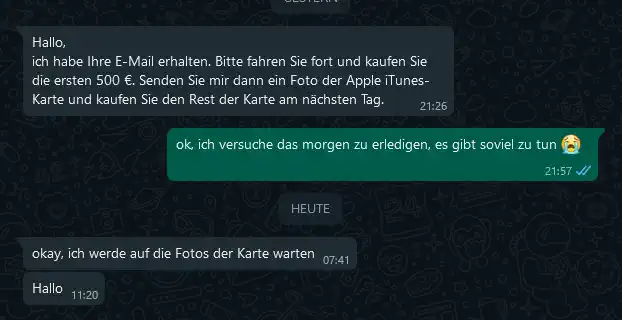 Hallo,
ich habe Ihre E-Mail erhalten. Bitte fahren Sie fort und kaufen Sie
die ersten 500 €. Senden Sie mir dann ein Foto der Apple iTunes-
Karte und kaufen Sie den Rest der Karte am nächsten Tag.
21:26
ok, ich versuche das morgen zu erledigen, es gibt soviel zu tun 😭
21:57
HEUTE
okay, ich werde auf die Fotos der Karte warten 07:41
Hallo 11:20